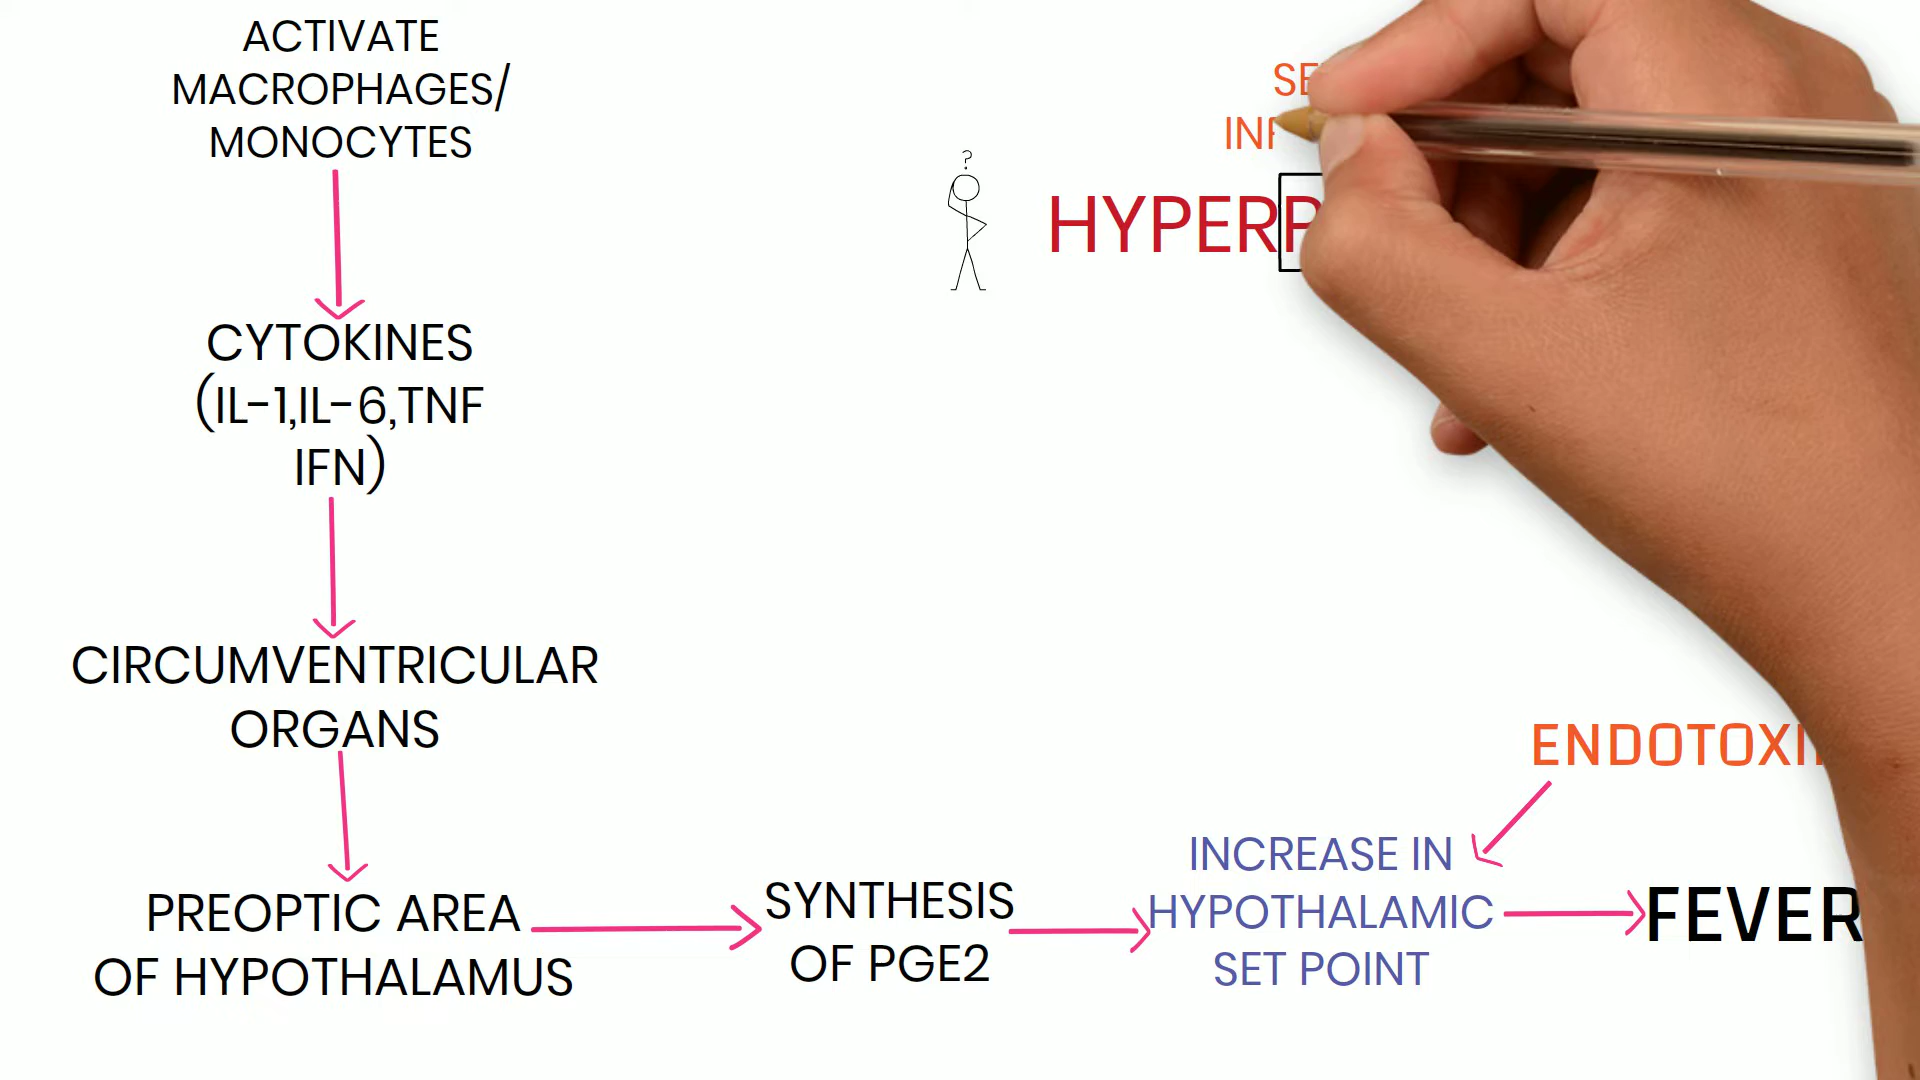 ACTIVATE
MACROPHAGES/
MONOCYTES
CYTOKINES
(IL-1,IL-6,TNF
IFN)
CIRCUMVENTRICULAR
ORGANS
PREOPTIC AREA
OF HYPOTHALAMUS
SYNTHESIS
OF PGE2
INCREASE IN
HYPOTHALAMIC
SET POINT
FEVER
?